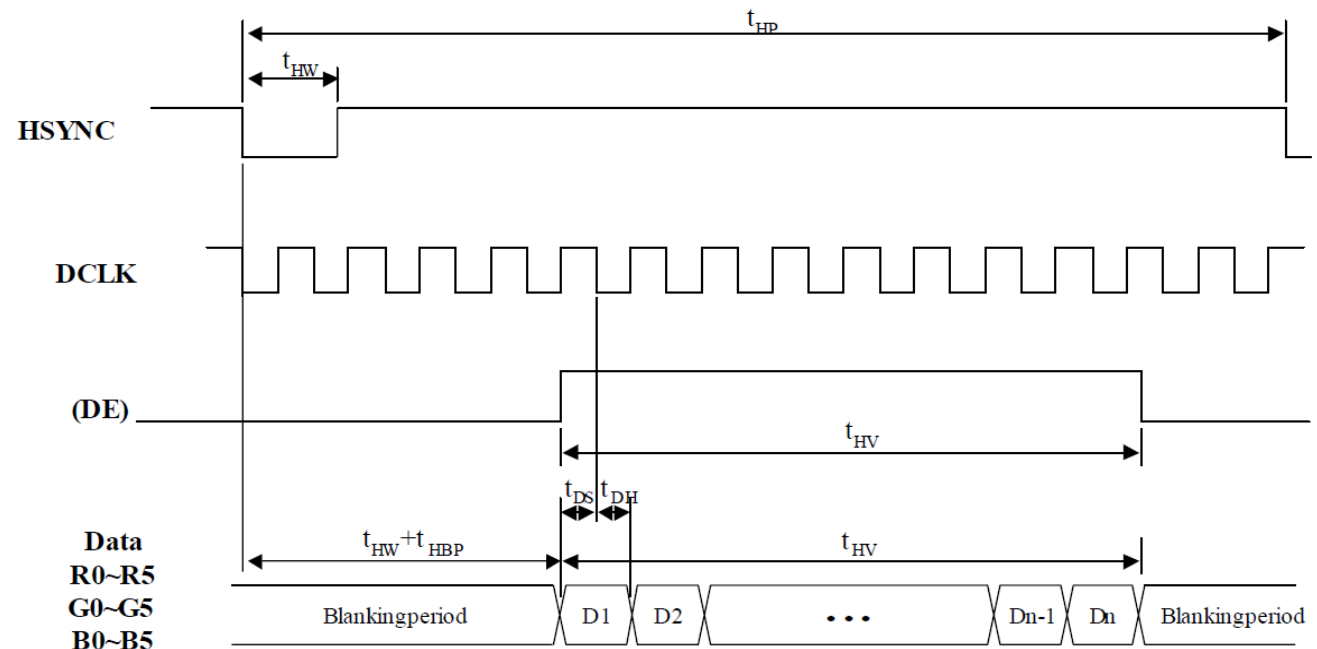 tHP
tHW
HSYNC
DCLK
(DE)
tHV
tDS tDH
tHW+tHBP tHV
Data
R0~R5
G0~G5
B0~B5
Blankingperiod D1 D2 ••• Dn-1 Dn Blankingperiod